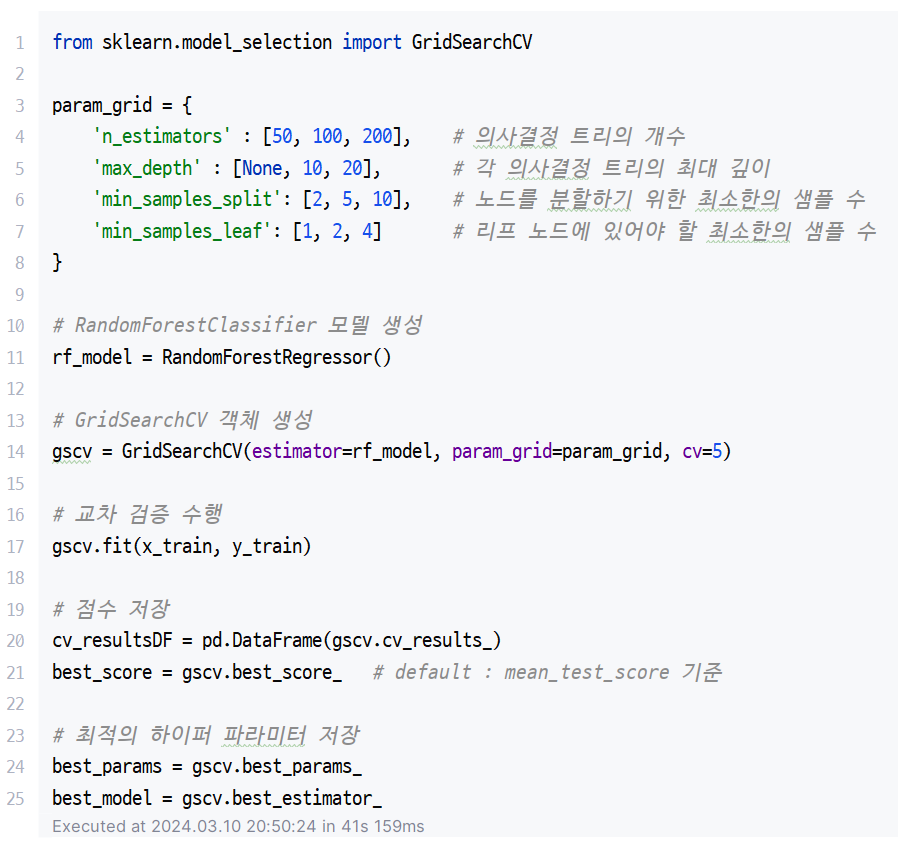 1 from sklearn.model_selection import GridSearchCV
2
3 param_grid = {
4     'n_estimators' : [50, 100, 200],    # 의사결정 트리의 개수
5     'max_depth' : [None, 10, 20],       # 각 의사결정 트리의 최대 깊이
6     'min_samples_split': [2, 5, 10],    # 노드를 분할하기 위한 최소한의 샘플 수
7     'min_samples_leaf': [1, 2, 4]       # 리프 노드에 있어야 할 최소한의 샘플 수
8 }
9
10 # RandomForestClassifier 모델 생성
11 rf_model = RandomForestRegressor()
12
13 # GridSearchCV 객체 생성
14 gscv = GridSearchCV(estimator=rf_model, param_grid=param_grid, cv=5)
15
16 # 교차 검증 수행
17 gscv.fit(x_train, y_train)
18
19 # 점수 저장
20 cv_resultsDF = pd.DataFrame(gscv.cv_results_)
21 best_score = gscv.best_score_   # default : mean_test_score 기준
22
23 # 최적의 하이퍼 파라미터 저장
24 best_params = gscv.best_params_
25 best_model = gscv.best_estimator_
Executed at 2024.03.10 20:50:24 in 41s 159ms